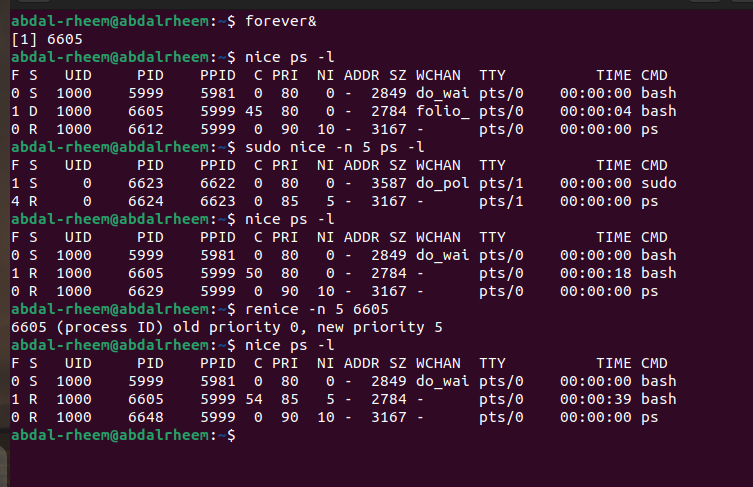 abdal-rheem@abdalrheem:~$ forever&
[1] 6605
abdal-rheem@abdalrheem:~$ nice ps -l
F S   UID     PID    PPID  C PRI  NI ADDR SZ WCHAN  TTY          TIME CMD
0 S  1000    5999    5981  0  80   0 -  2849 do_wai pts/0    00:00:00 bash
1 D  1000    6605    5999 45  80   0 -  2784 folio_ pts/0    00:00:04 bash
0 R  1000    6612    5999  0  90  10 -  3167 -      pts/0    00:00:00 ps
abdal-rheem@abdalrheem:~$ sudo nice -n 5 ps -l
F S   UID     PID    PPID  C PRI  NI ADDR SZ WCHAN  TTY          TIME CMD
1 S     0    6623    6622  0  80   0 -  3587 do_pol pts/1    00:00:00 sudo
4 R     0    6624    6623  0  85   5 -  3167 -      pts/1    00:00:00 ps
abdal-rheem@abdalrheem:~$ nice ps -l
F S   UID     PID    PPID  C PRI  NI ADDR SZ WCHAN  TTY          TIME CMD
0 S  1000    5999    5981  0  80   0 -  2849 do_wai pts/0    00:00:00 bash
1 R  1000    6605    5999 50  80   0 -  2784 -      pts/0    00:00:18 bash
0 R  1000    6629    5999  0  90  10 -  3167 -      pts/0    00:00:00 ps
abdal-rheem@abdalrheem:~$ renice -n 5 6605
6605 (process ID) old priority 0, new priority 5
abdal-rheem@abdalrheem:~$ nice ps -l
F S   UID     PID    PPID  C PRI  NI ADDR SZ WCHAN  TTY          TIME CMD
0 S  1000    5999    5981  0  80   0 -  2849 do_wai pts/0    00:00:00 bash
1 R  1000    6605    5999 54  85   5 -  2784 -      pts/0    00:00:39 bash
0 R  1000    6648    5999  0  90  10 -  3167 -      pts/0    00:00:00 ps
abdal-rheem@abdalrheem:~$